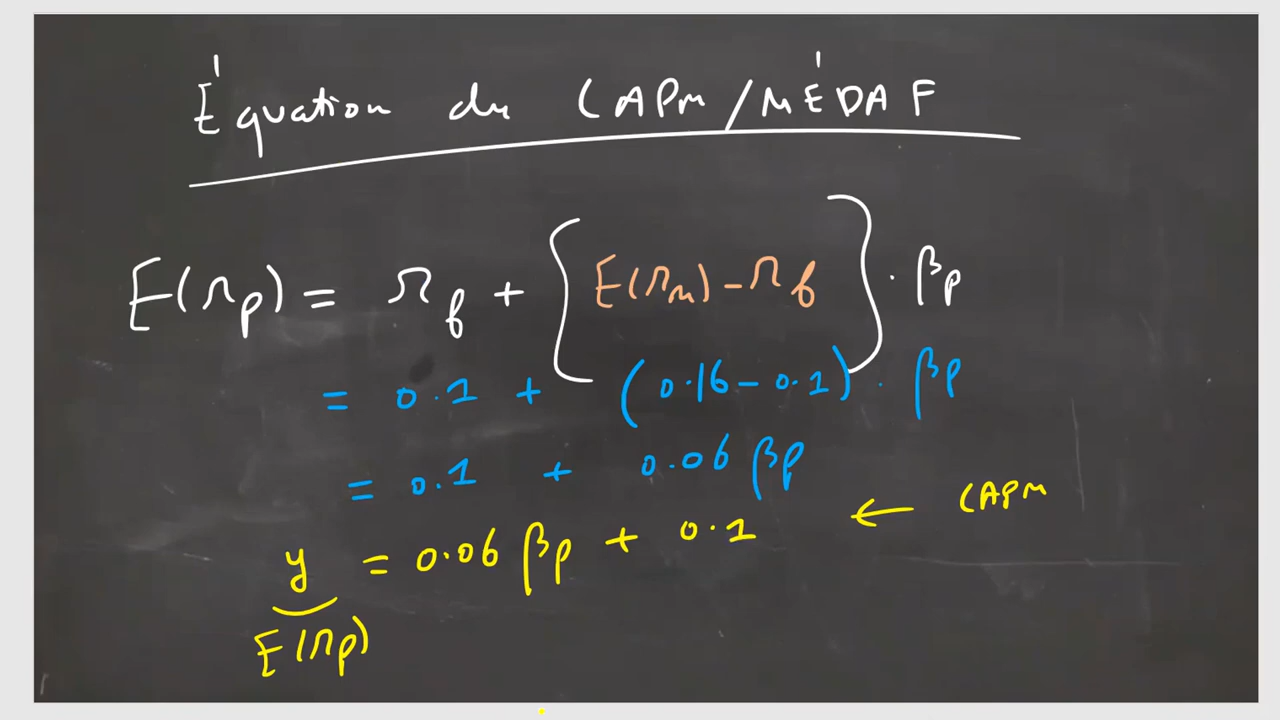 Équation du CAPM/MÉDAF
E(rp) = rf + [E(rm) - rf] · βp
= 0.1 + (0.16 - 0.1) · βp
= 0.1 + 0.06 βp
y = 0.06 βp + 0.1 ← CAPM
E(rp)